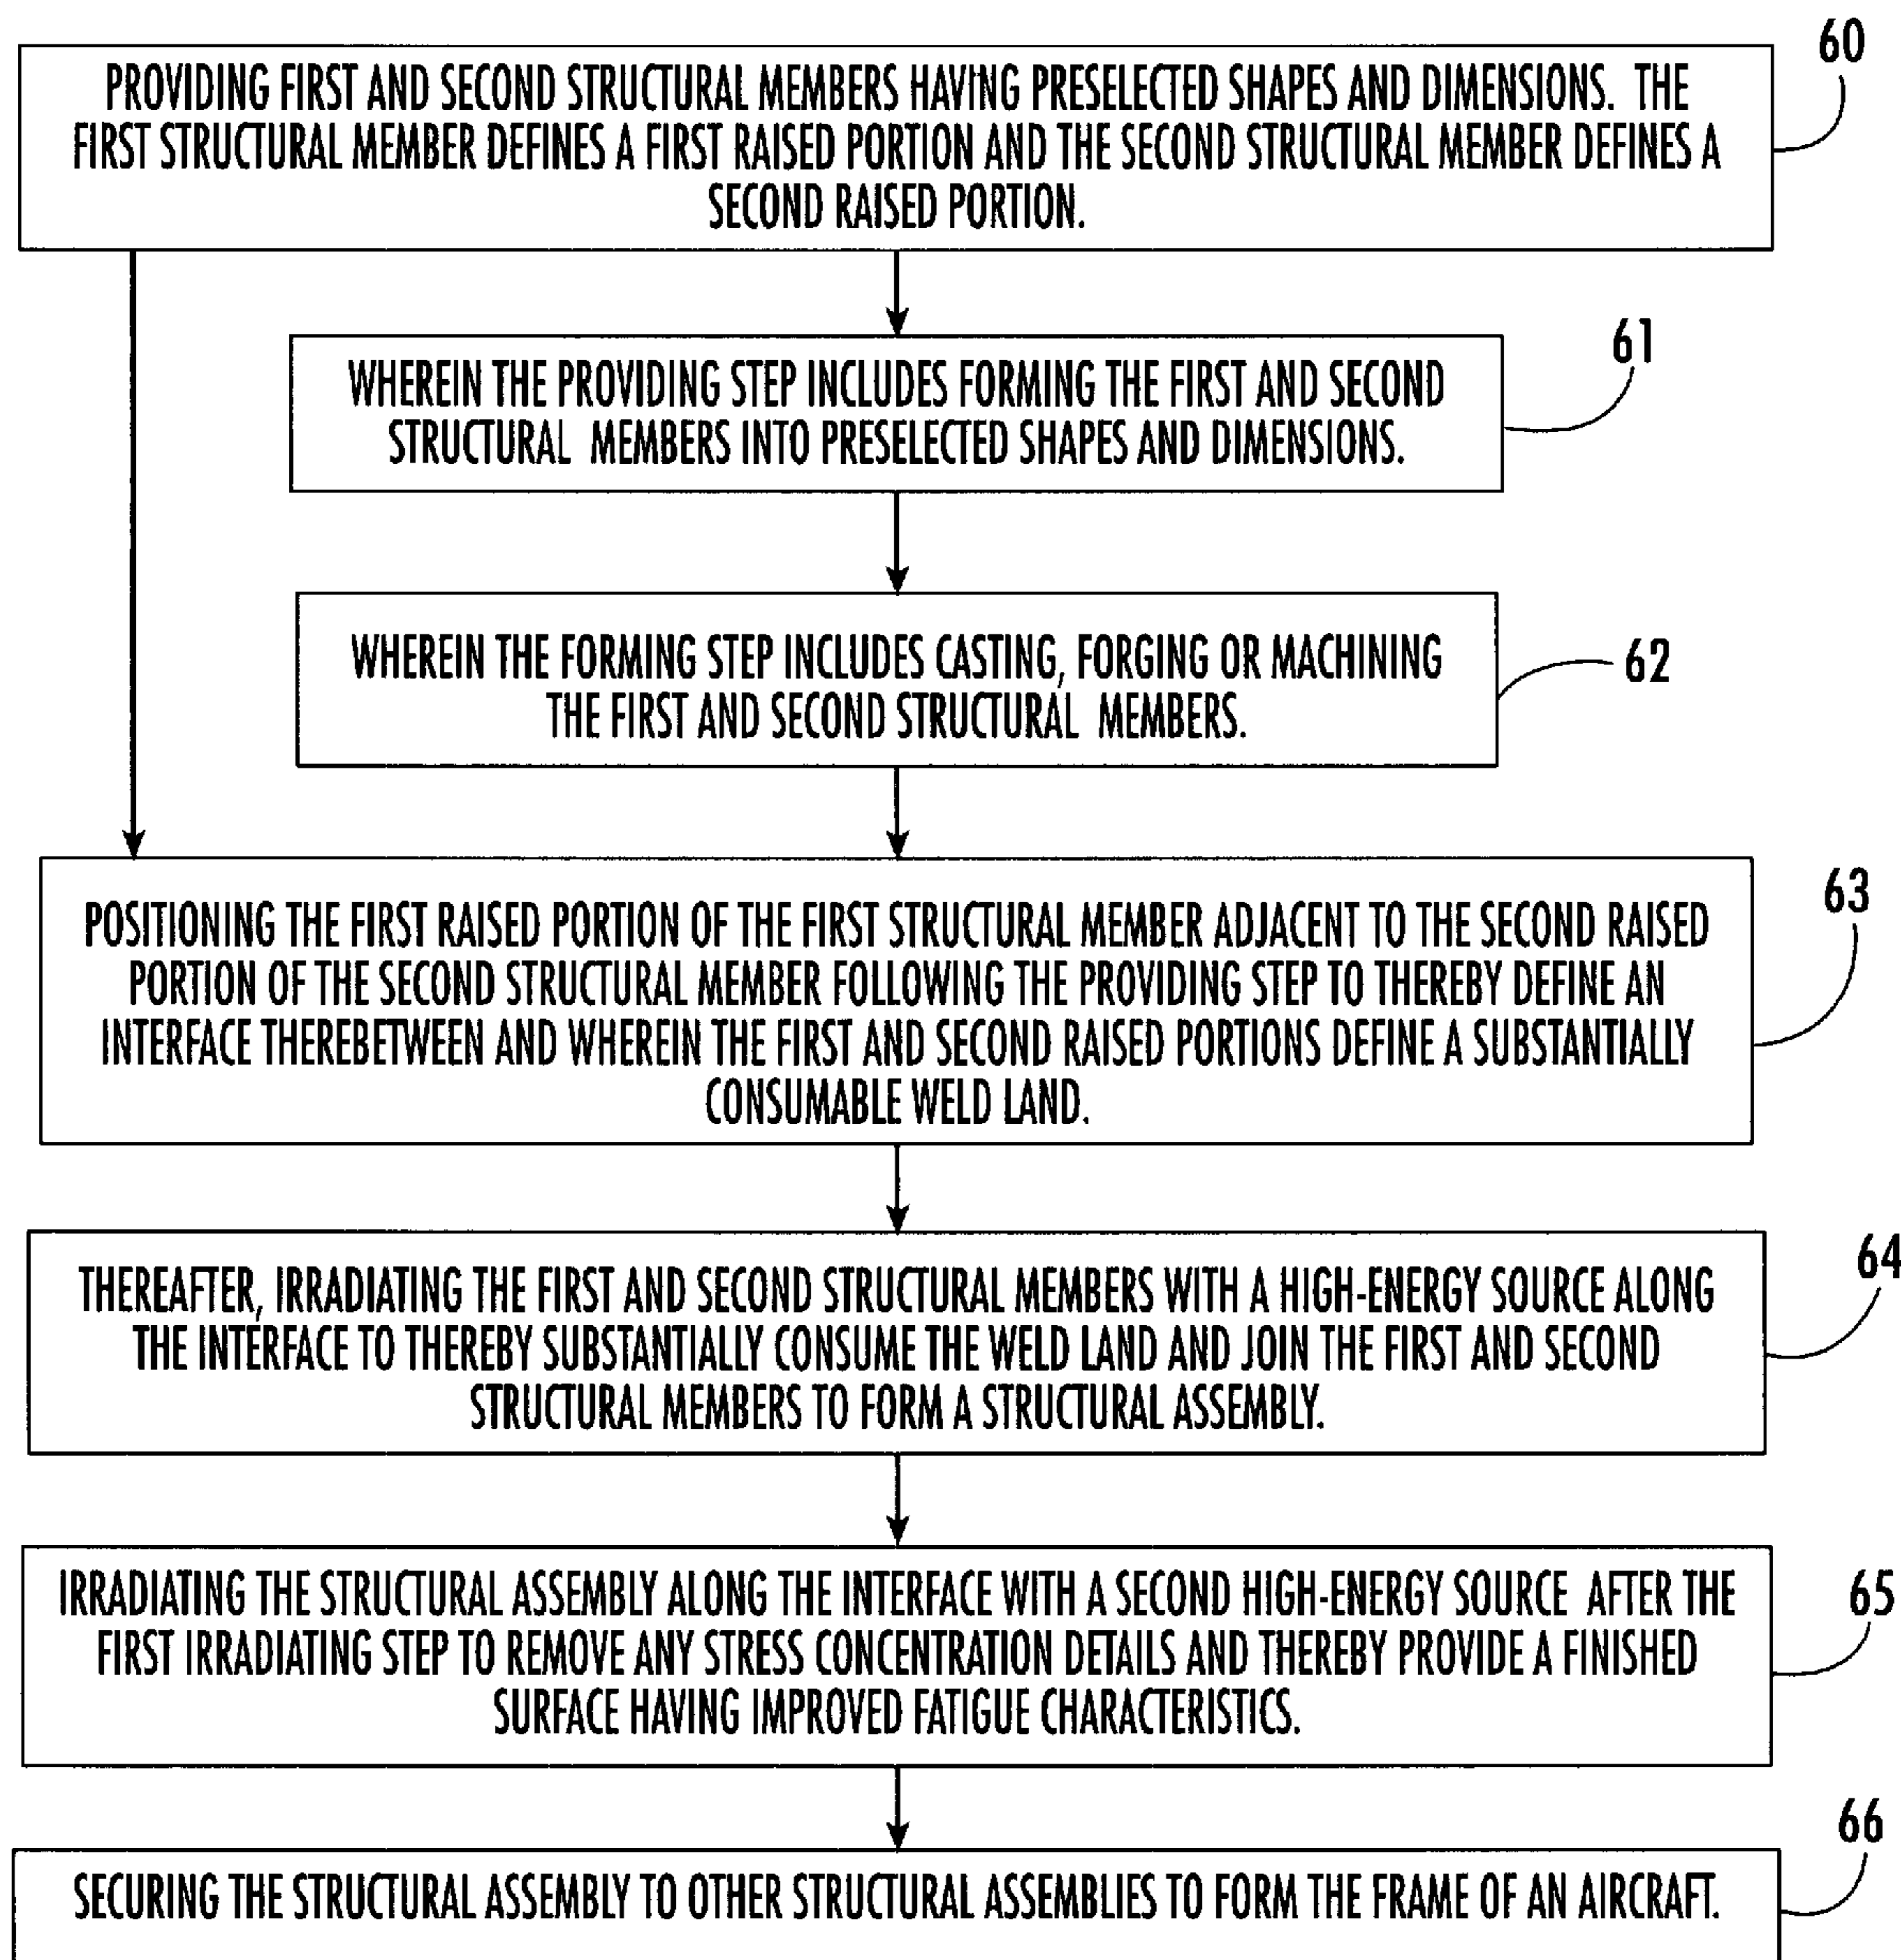 60
PROVIDING FIRST AND SECOND STRUCTURAL MEMBERS HAVING PRESELECTED SHAPES AND DIMENSIONS. THE
FIRST STRUCTURAL MEMBER DEFINES A FIRST RAISED PORTION AND THE SECOND STRUCTURAL MEMBER DEFINES A
SECOND RAISED PORTION.
61
WHEREIN THE PROVIDING STEP INCLUDES FORMING THE FIRST AND SECOND
STRUCTURAL MEMBERS INTO PRESELECTED SHAPES AND DIMENSIONS.
62
WHEREIN THE FORMING STEP INCLUDES CASTING, FORGING OR MACHINING
THE FIRST AND SECOND STRUCTURAL MEMBERS.
63
POSITIONING THE FIRST RAISED PORTION OF THE FIRST STRUCTURAL MEMBER ADJACENT TO THE SECOND RAISED
PORTION OF THE SECOND STRUCTURAL MEMBER FOLLOWING THE PROVIDING STEP TO THEREBY DEFINE AN
INTERFACE THEREBETWEEN AND WHEREIN THE FIRST AND SECOND RAISED PORTIONS DEFINE A SUBSTANTIALLY
CONSUMABLE WELD LAND.
64
THEREAFTER, IRRADIATING THE FIRST AND SECOND STRUCTURAL MEMBERS WITH A HIGH-ENERGY SOURCE ALONG
THE INTERFACE TO THEREBY SUBSTANTIALLY CONSUME THE WELD LAND AND JOIN THE FIRST AND SECOND
STRUCTURAL MEMBERS TO FORM A STRUCTURAL ASSEMBLY.
65
IRRADIATING THE STRUCTURAL ASSEMBLY ALONG THE INTERFACE WITH A SECOND HIGH-ENERGY SOURCE AFTER THE
FIRST IRRADIATING STEP TO REMOVE ANY STRESS CONCENTRATION DETAILS AND THEREBY PROVIDE A FINISHED
SURFACE HAVING IMPROVED FATIGUE CHARACTERISTICS.
66
SECURING THE STRUCTURAL ASSEMBLY TO OTHER STRUCTURAL ASSEMBLIES TO FORM THE FRAME OF AN AIRCRAFT.